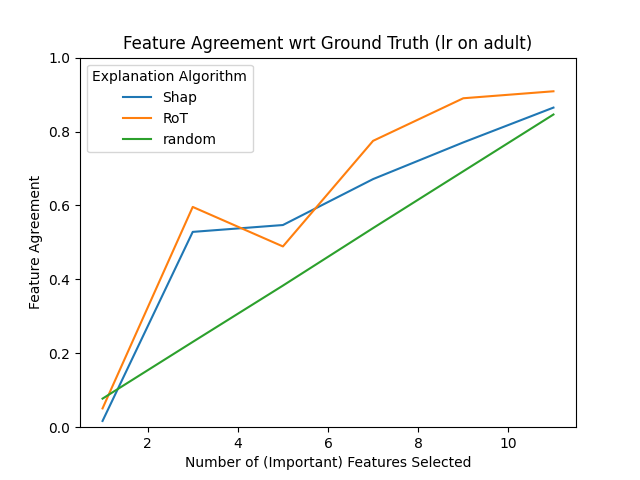 Feature Agreement wrt Ground Truth (lr on adult)
Explanation Algorithm
Shap
RoT
random
Feature Agreement
1.0
0.8
0.6
0.4
0.2
0.0
2 4 6 8 10
Number of (Important) Features Selected